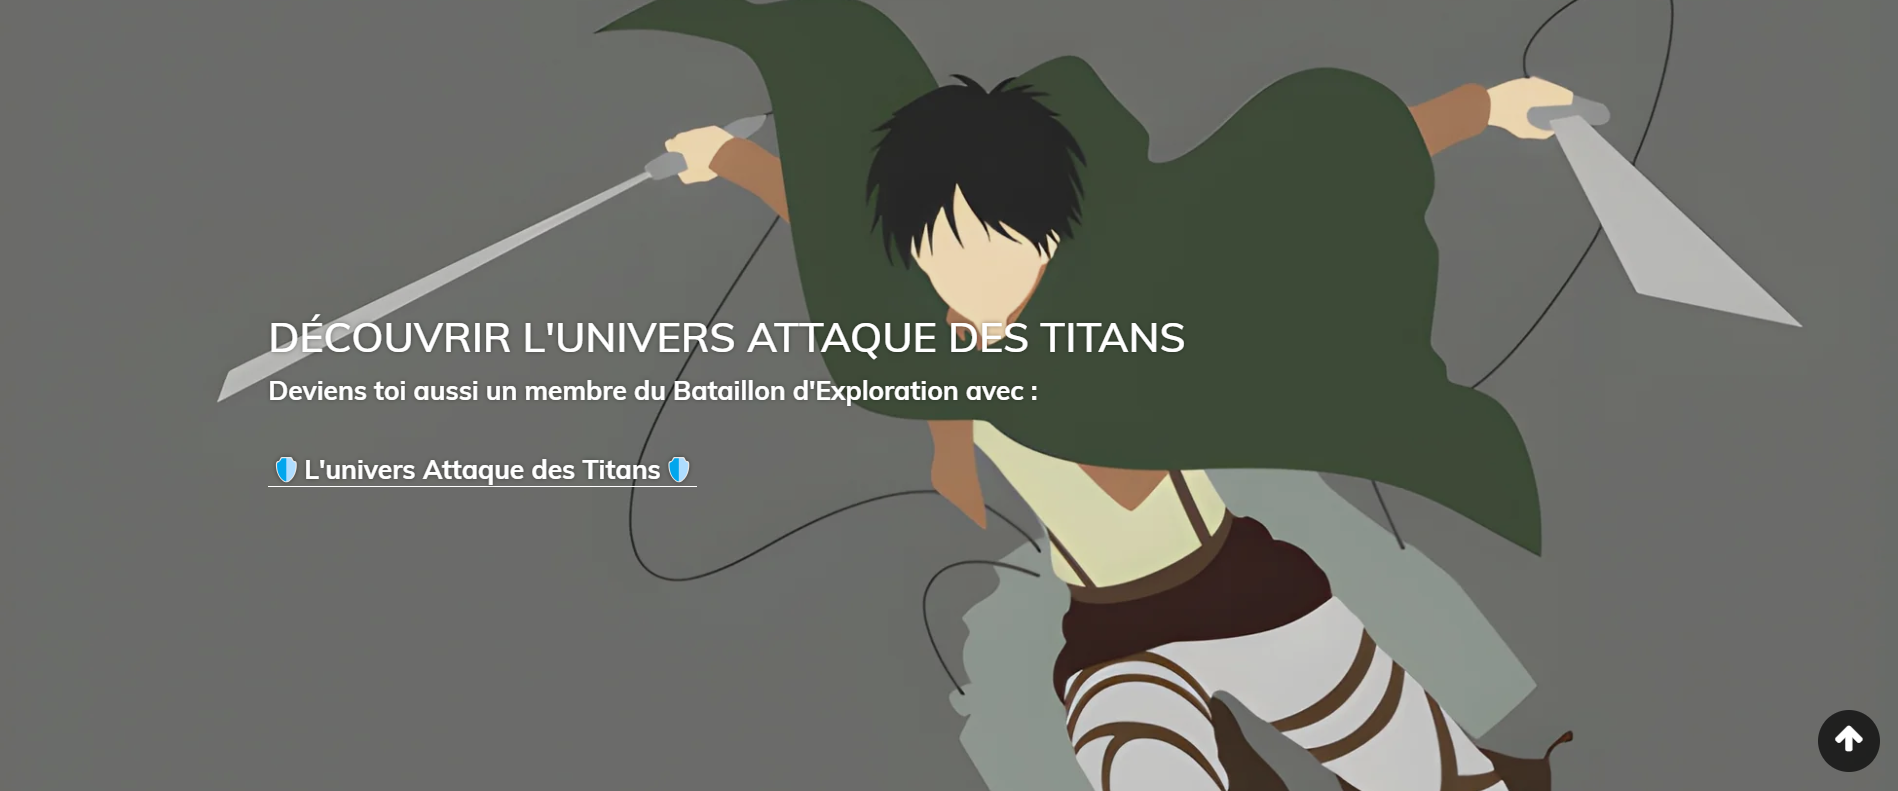 DÉCOUVRIR L'UNIVERS ATTAQUE DES TITANS
Deviens toi aussi un membre du Bataillon d'Exploration avec :
🛡️ L'univers Attaque des Titans 🛡️